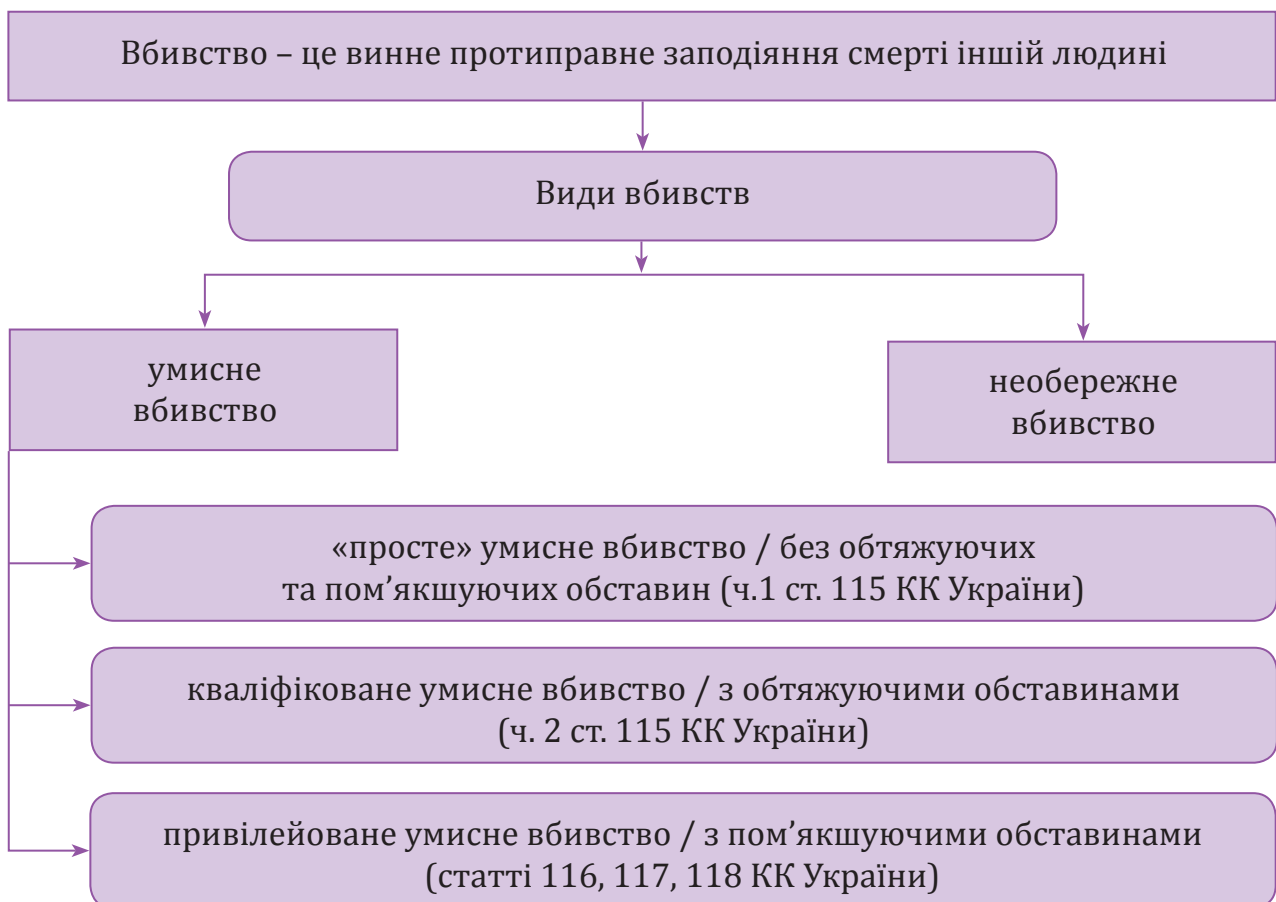 Вбивство – це винне протиправне заподіяння смерті іншій людині
Види вбивств
умисне
вбивство
необережне
вбивство
«просте» умисне вбивство / без обтяжуючих
та пом’якшуючих обставин (ч.1 ст. 115 КК України)
кваліфіковане умисне вбивство / з обтяжуючими обставинами
(ч. 2 ст. 115 КК України)
привілейоване умисне вбивство / з пом’якшуючими обставинами
(статті 116, 117, 118 КК України)